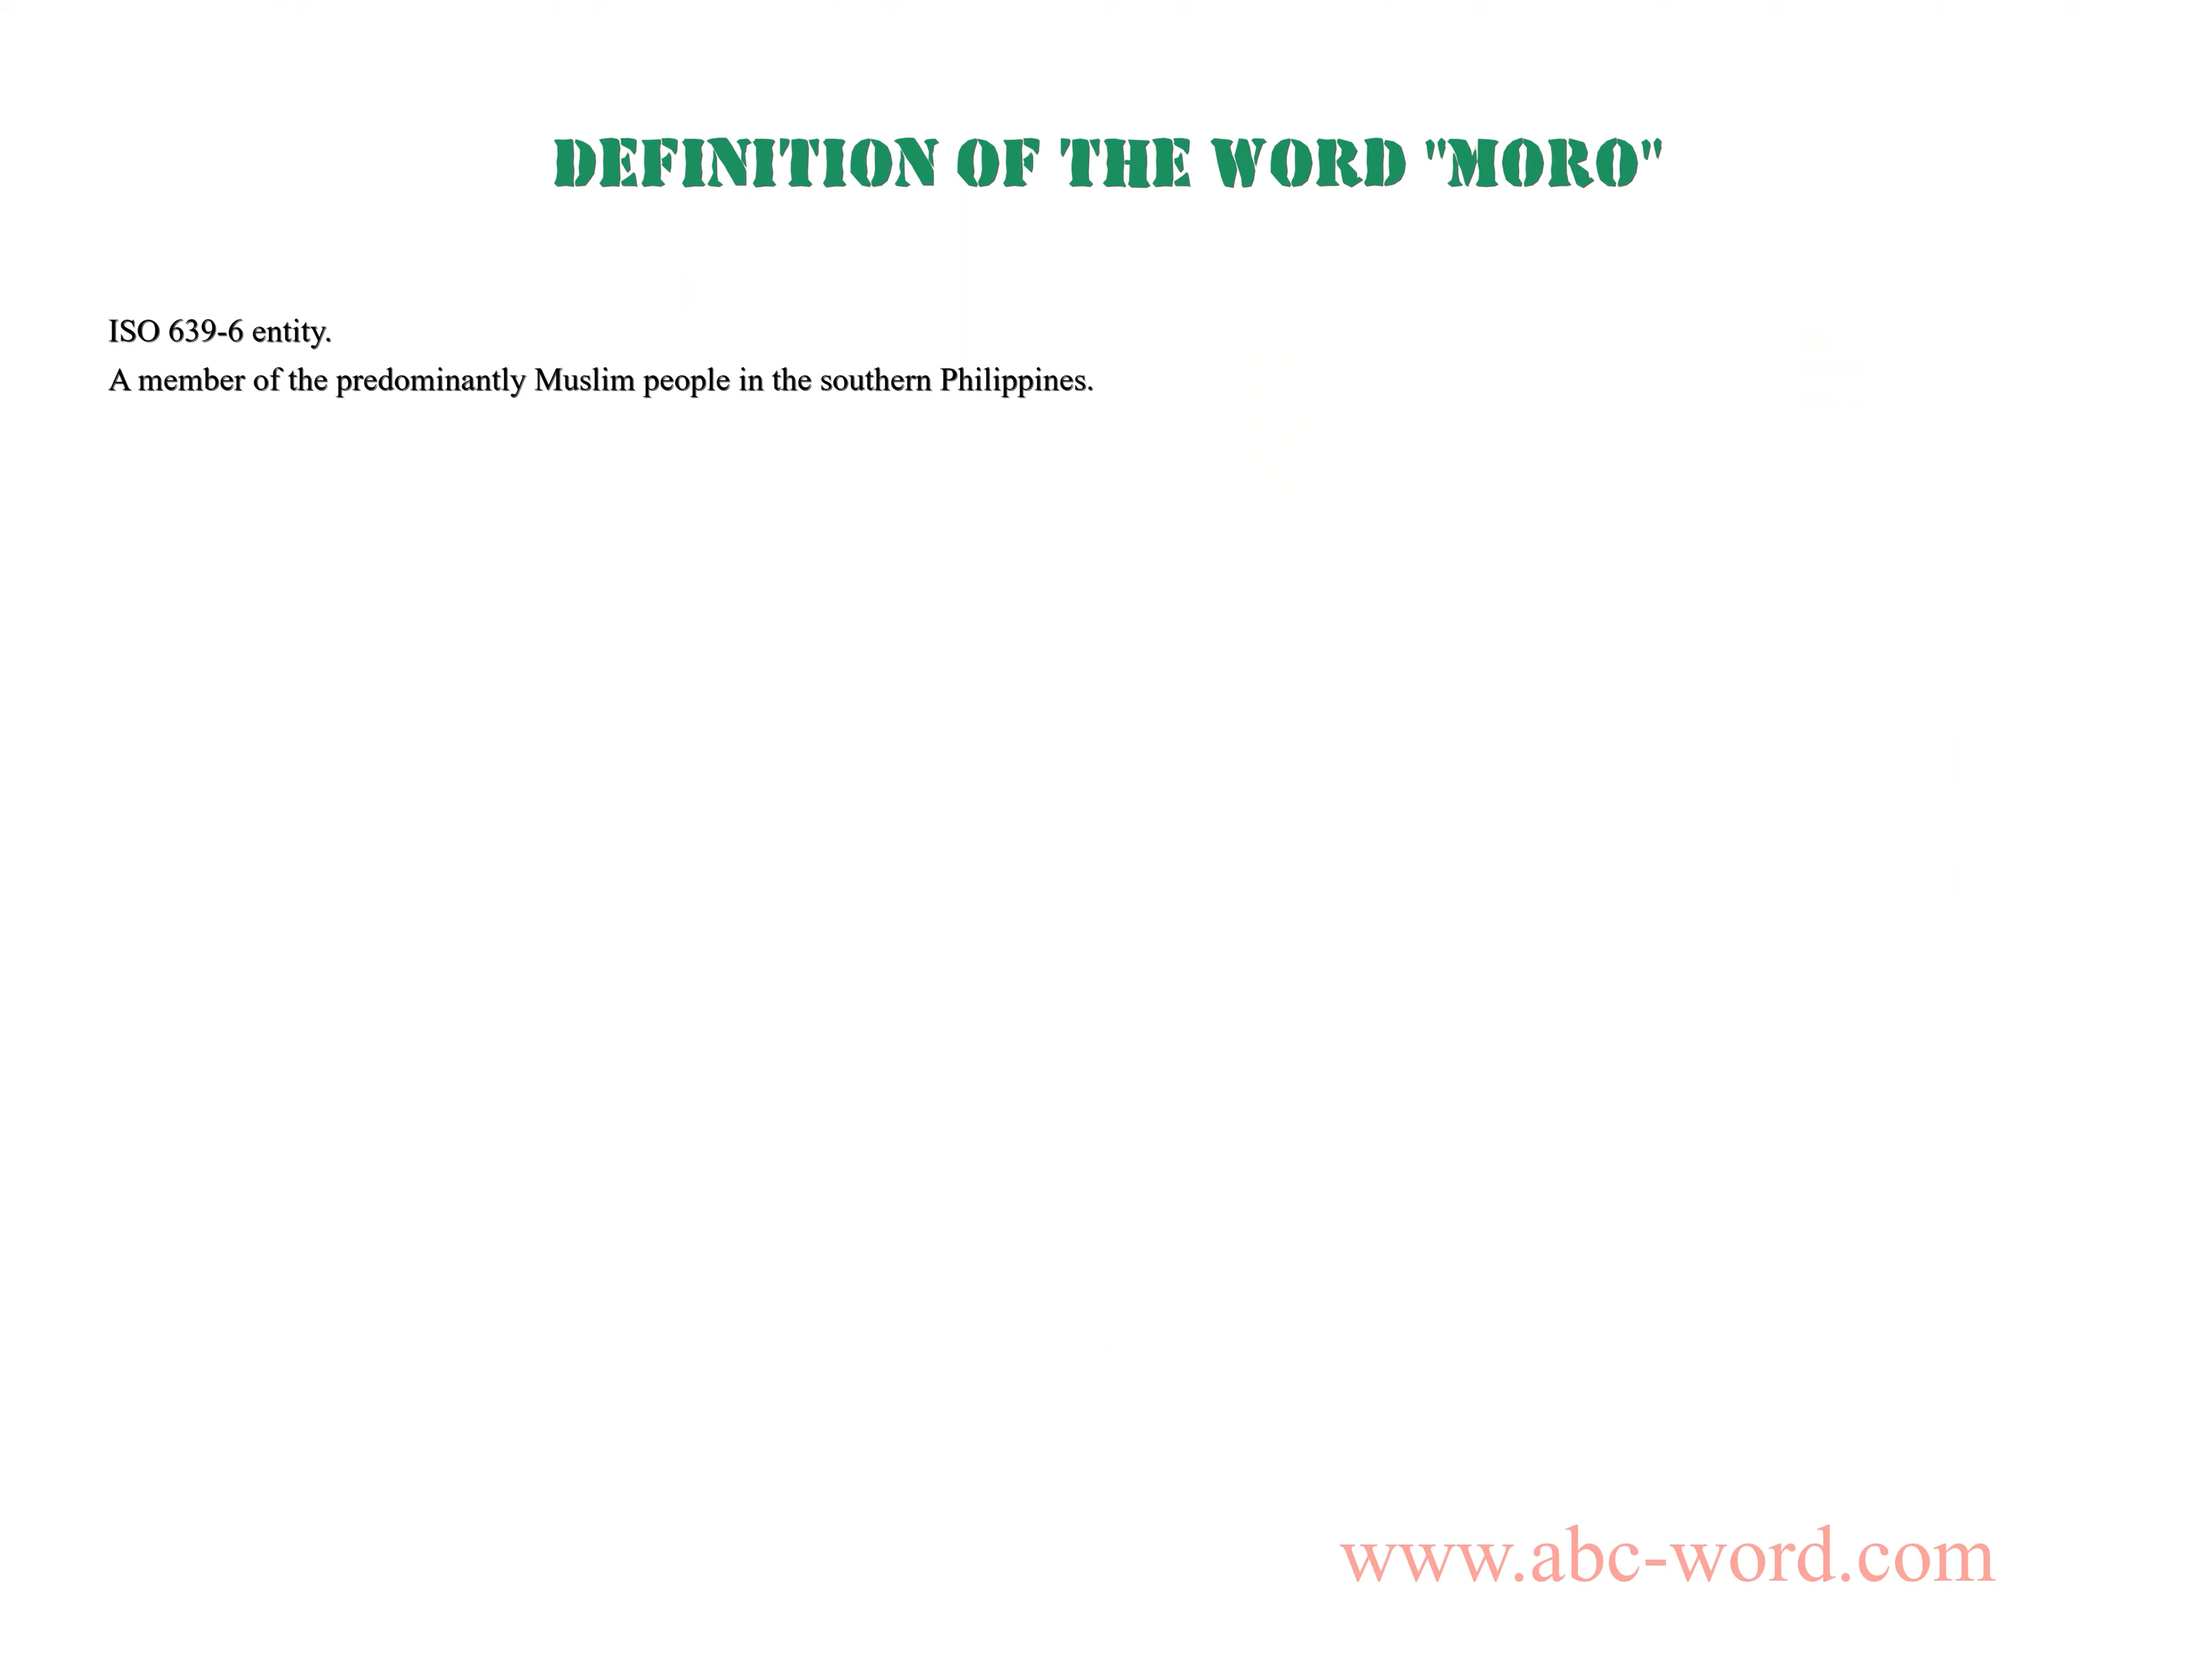 DEFINITION OF THE WORD "MORO"
ISO 639-6 entity.
A member of the predominantly Muslim people in the southern Philippines.
www.abc-word.com